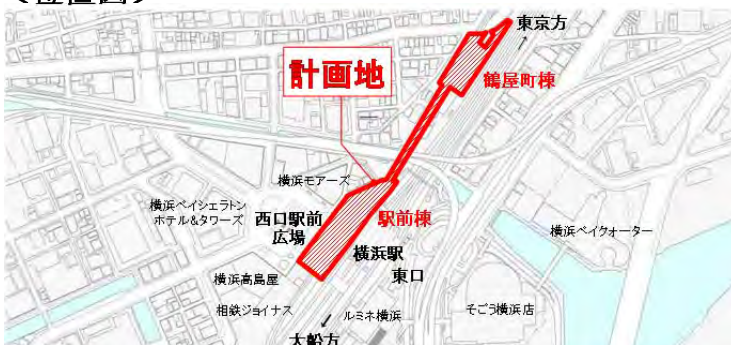 ＜位置図＞
東京方
計画地
鶴屋町棟
横浜モアーズ
横浜ベイシェラトン
ホテル&タワーズ
西口駅前
広場
駅前棟
横浜ベイクォーター
横浜駅
東口
横浜高島屋
相鉄ジョイナス
ルミネ横浜
そごう横浜店
大船方